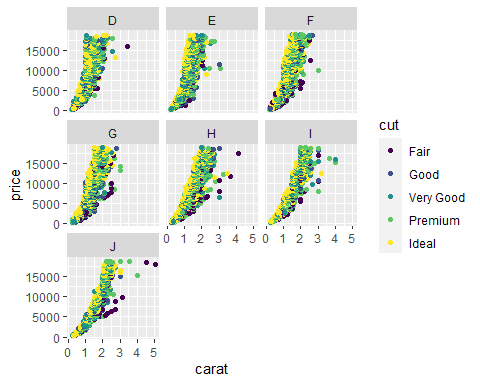 D E F
15000
10000
5000
0
G H I
15000
10000
5000
0
J
15000
10000
5000
0
0 1 2 3 4 5 0 1 2 3 4 5
0 1 2 3 4 5
carat
price
cut
Fair
Good
Very Good
Premium
Ideal